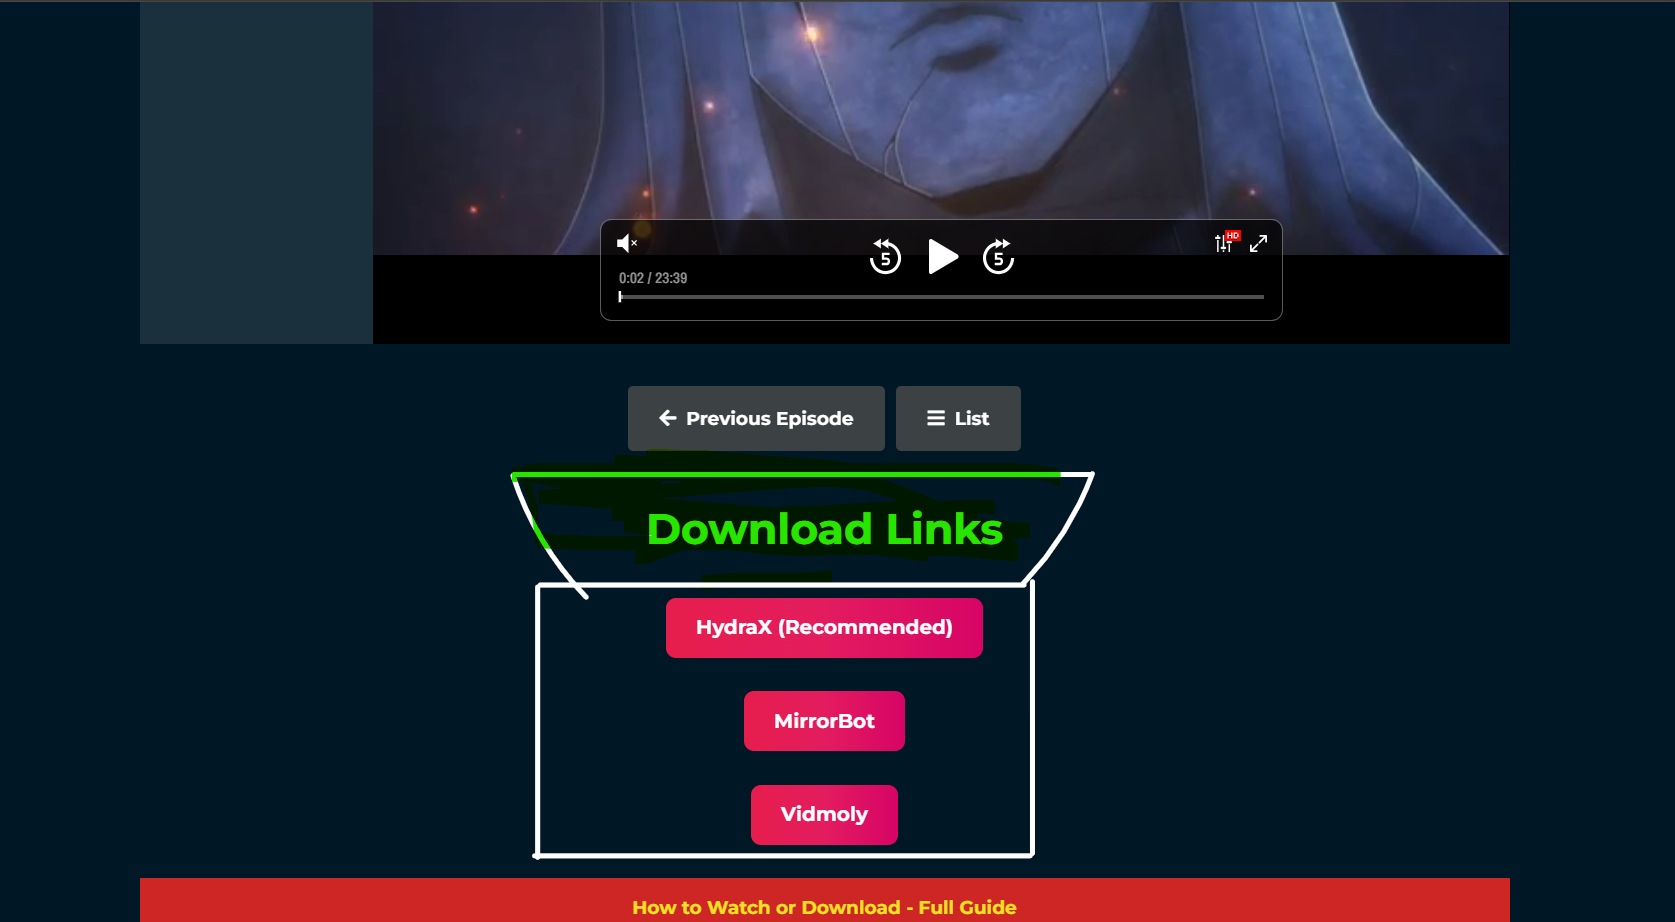 HD
5
5
0:02 / 23:39
Previous Episode
List
Download Links
HydraX (Recommended)
MirrorBot
Vidmoly
How to Watch or Download - Full Guide